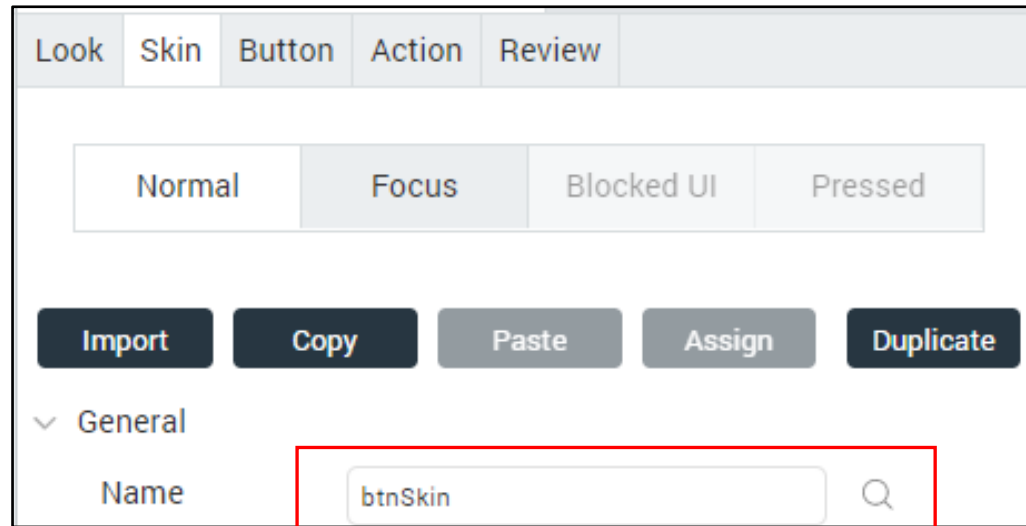 Look Skin Button Action Review
Normal Focus Blocked UI Pressed
Import Copy Paste Assign Duplicate
General
Name btnSkin